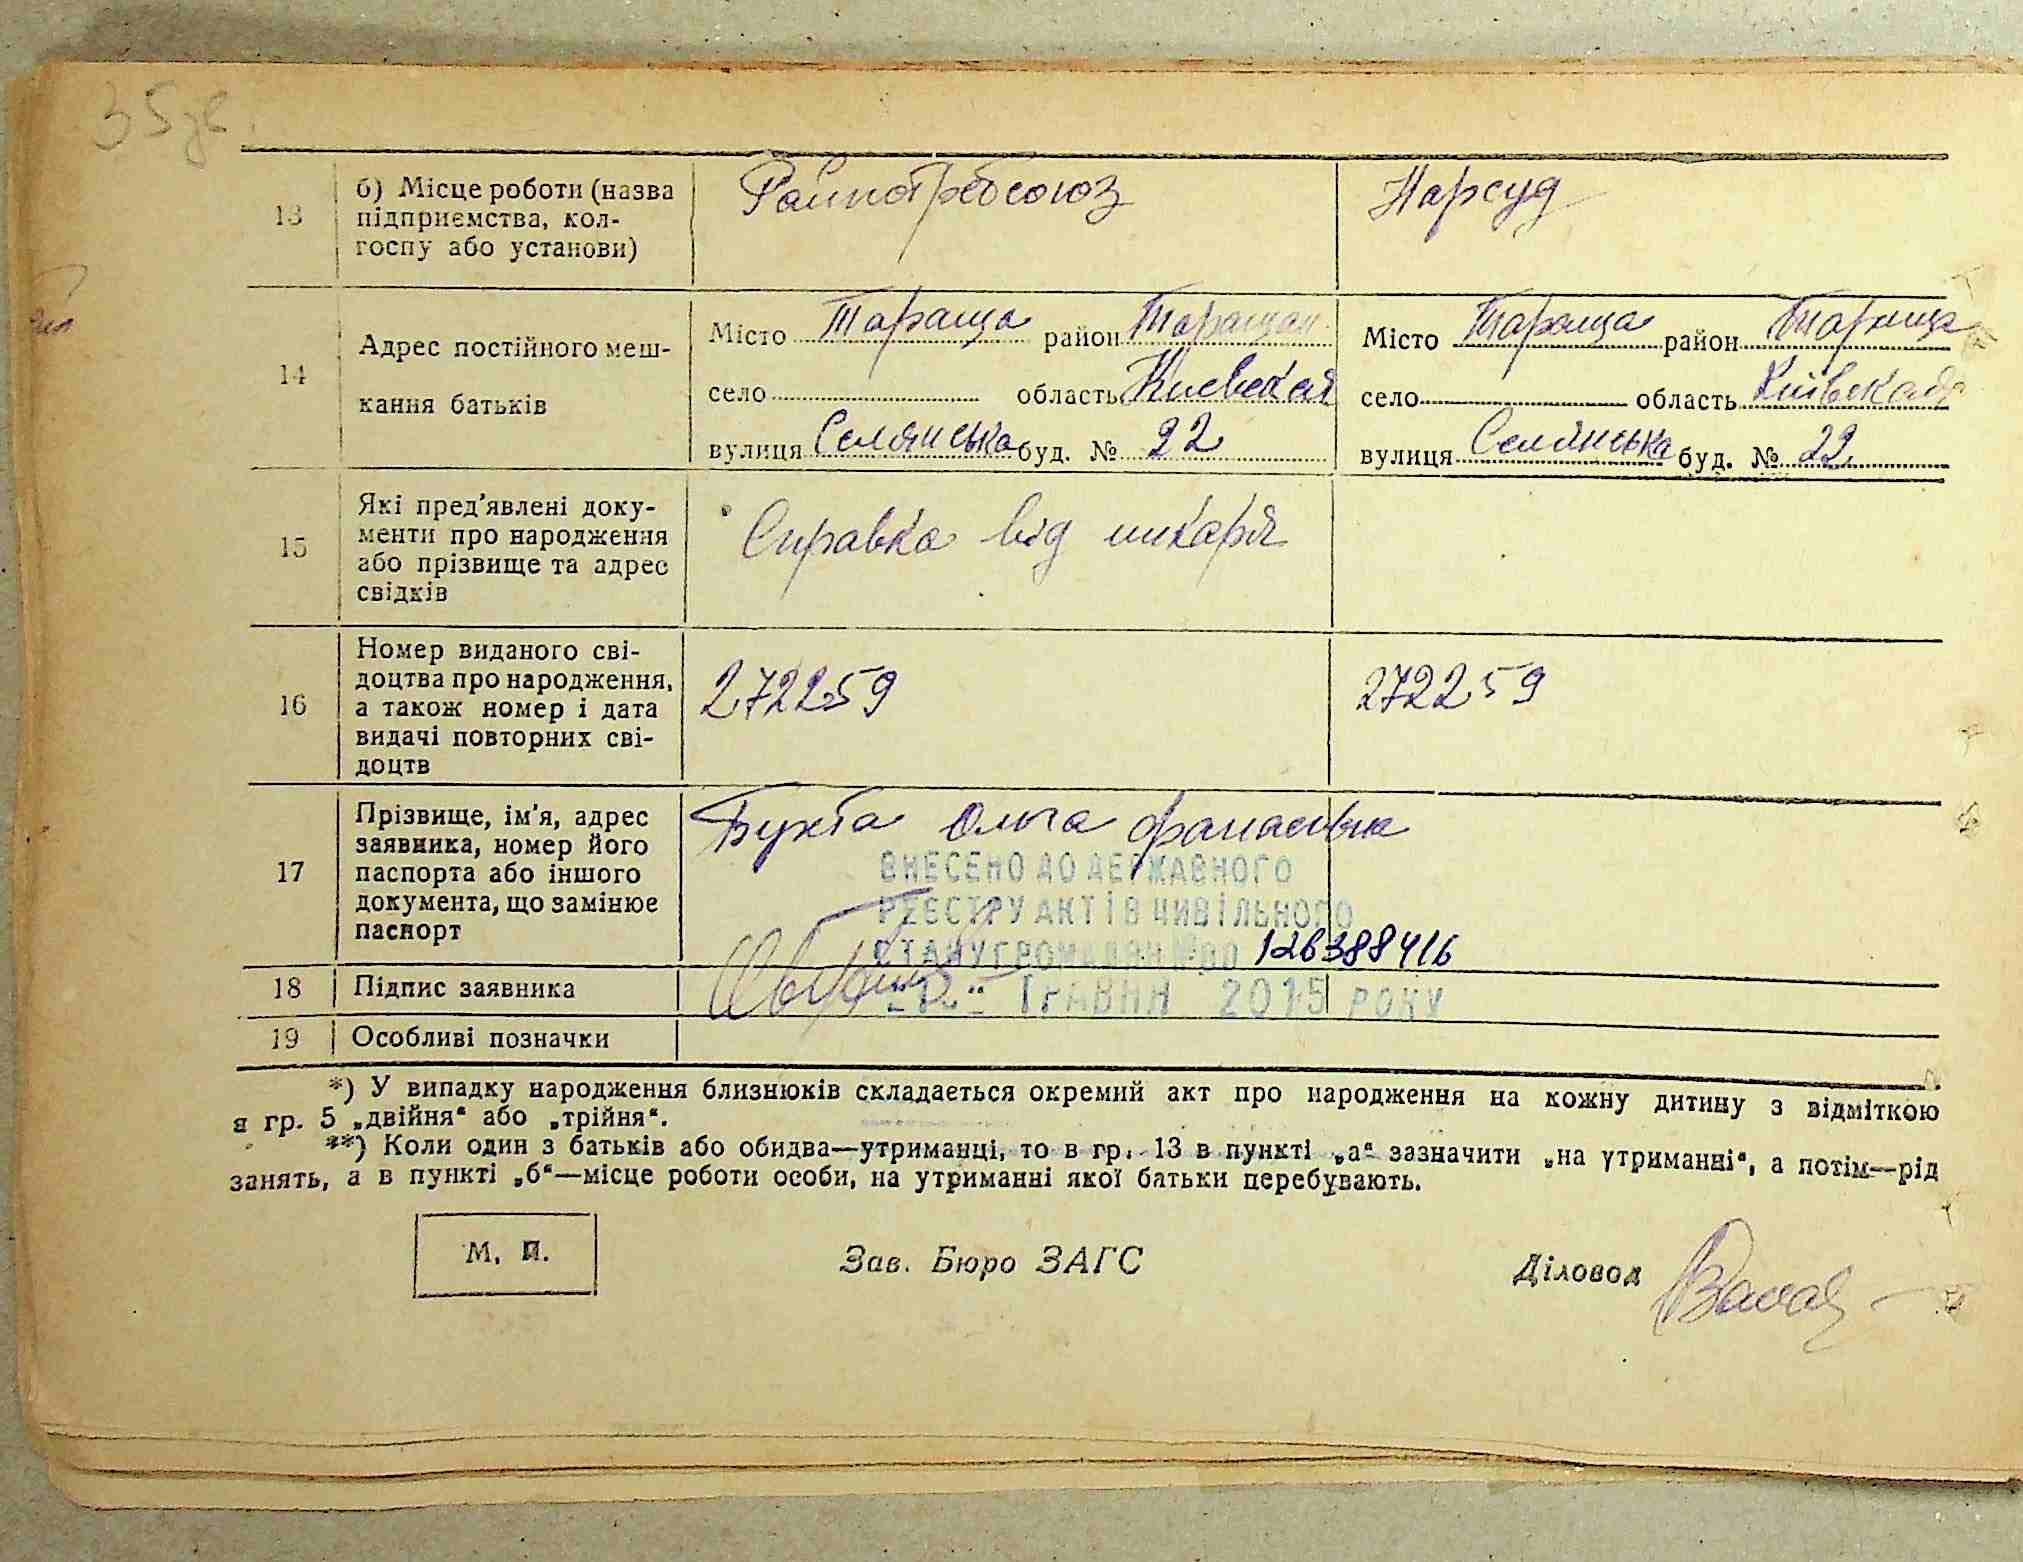 35 зв.
13 б) Місце роботи (назва Райпотребсоюз Нарсуд
підприємства, кол-
госпу або установи)
14 Адрес постійного меш-
кання батьків
Місто Тараща район Таращан Місто Тараща район Тараща
село область Киевская село область
вулиця Селянська буд. № 22 вулиця Селянська буд. № 22
15 Які пред'явлені доку-
менти про народження Справка від
або прізвище та адрес
свідків
16 Номер виданого сві-
доцтва про народження, 272259 272259
а також номер і дата
видачі повторних сві-
доцтв
17 Прізвище, ім'я, адрес Бухта Ольга
заявника, номер його
паспорта або іншого
документа, що замінює
паспорт
ВНЕСЕНО ДО ДЕРЖАВНОГО
РЕЄСТРУ АКТІВ ЦИВІЛЬНОГО
СТАНУ ГРОМАДЯН №00 126388416
ТРАВНЯ 2015 РОКУ
18 Підпис заявника
19 Особливі позначки
*) У випадку народження близнюків складається окремий акт про народження на кожну дитину з відміткою
в гр. 5 „двійня“ або „трійня“.
**) Коли один з батьків або обидва—утриманці, то в гр. 13 в пункті „а“ зазначити „на утриманні“, а потім—рід
занять, а в пункті „б“—місце роботи особи, на утриманні якої батьки перебувають.
М. П. Зав. Бюро ЗАГС Діловод